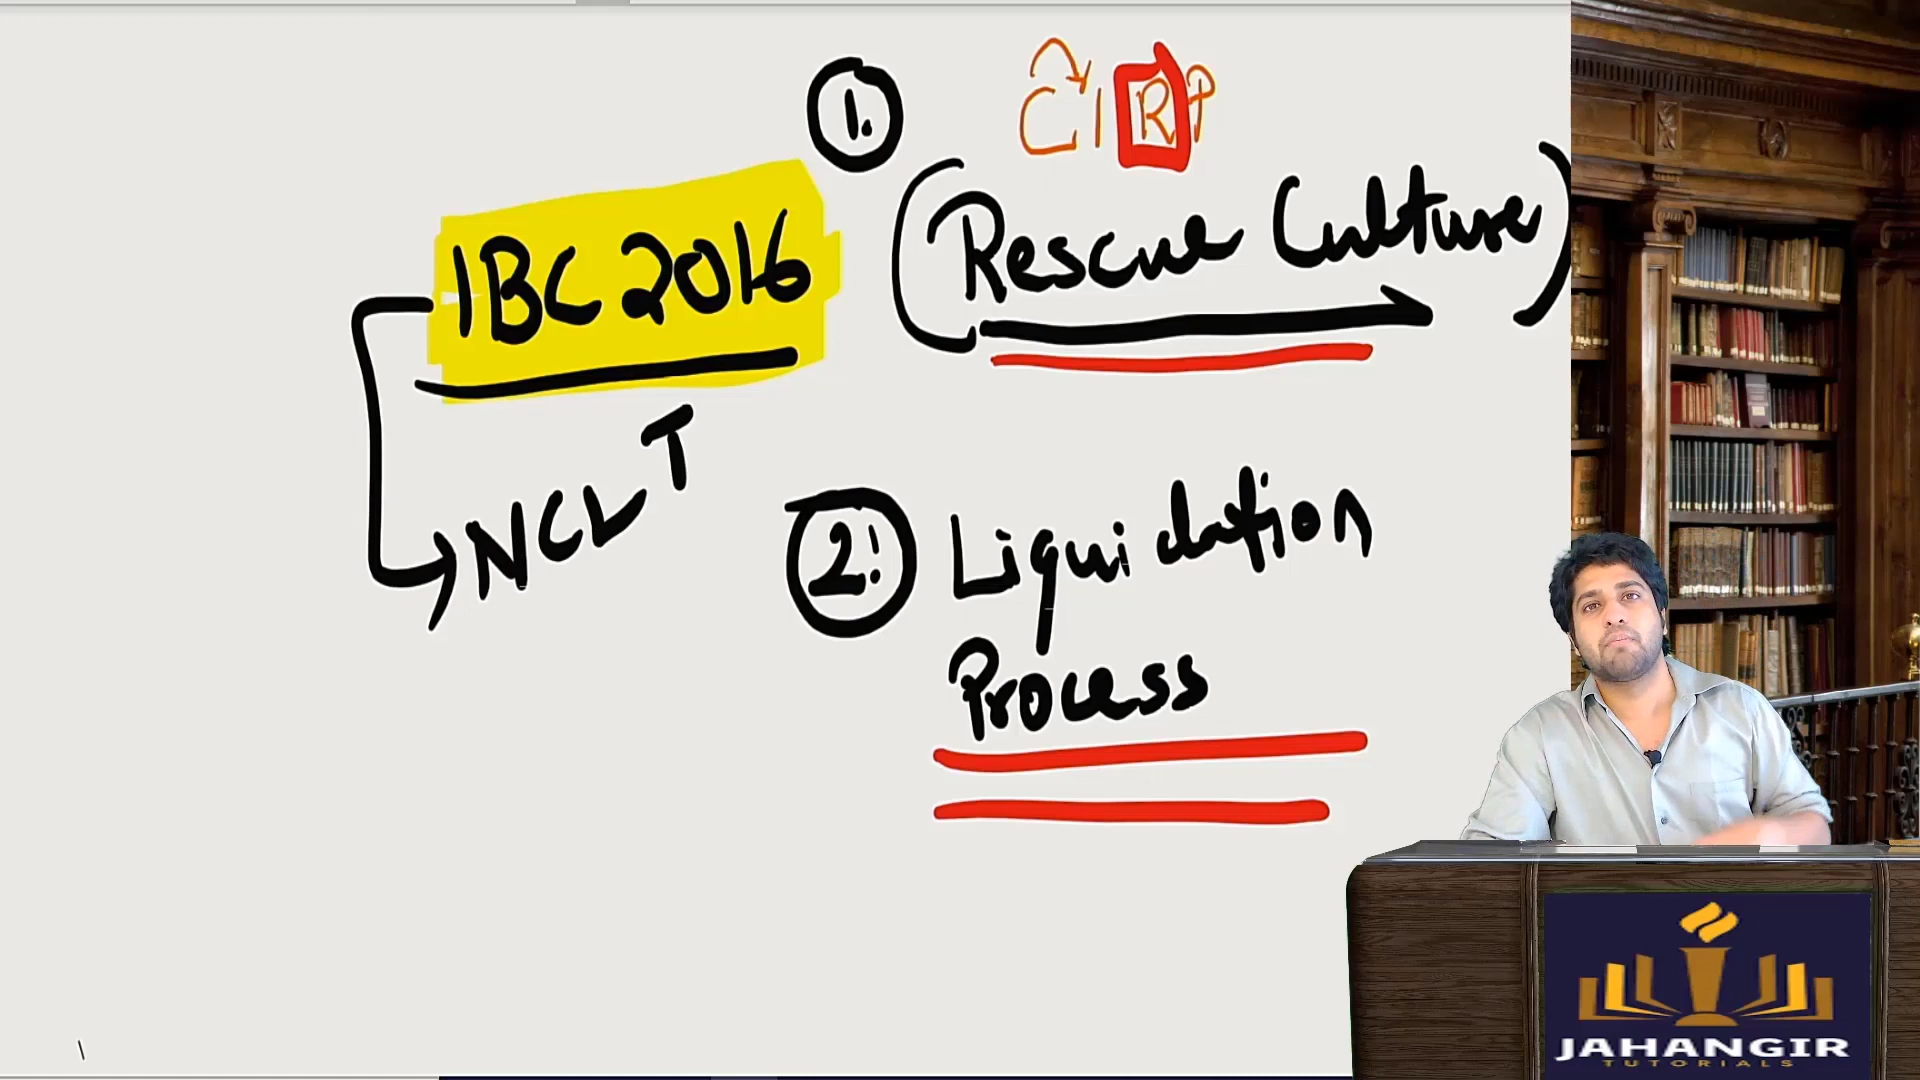 1.
CIRP
IBC 2016
(Rescue Culture)
NCLT
2.
Liquidation
Process
JAHANGIR
TUTORIALS